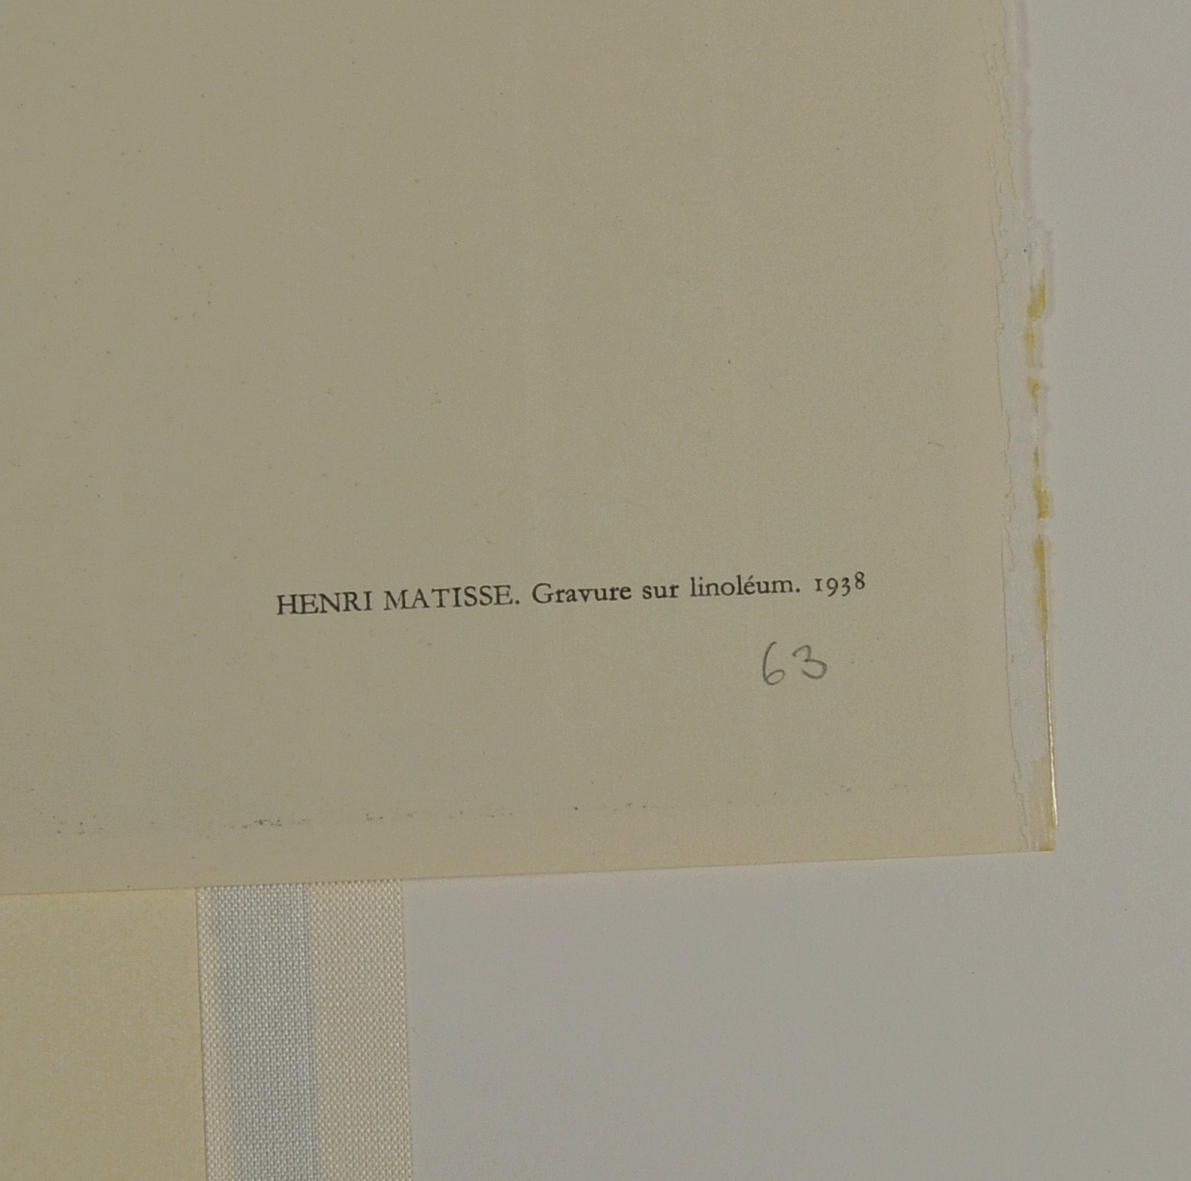 HENRI MATISSE. Gravure sur linoléum. 1938
63